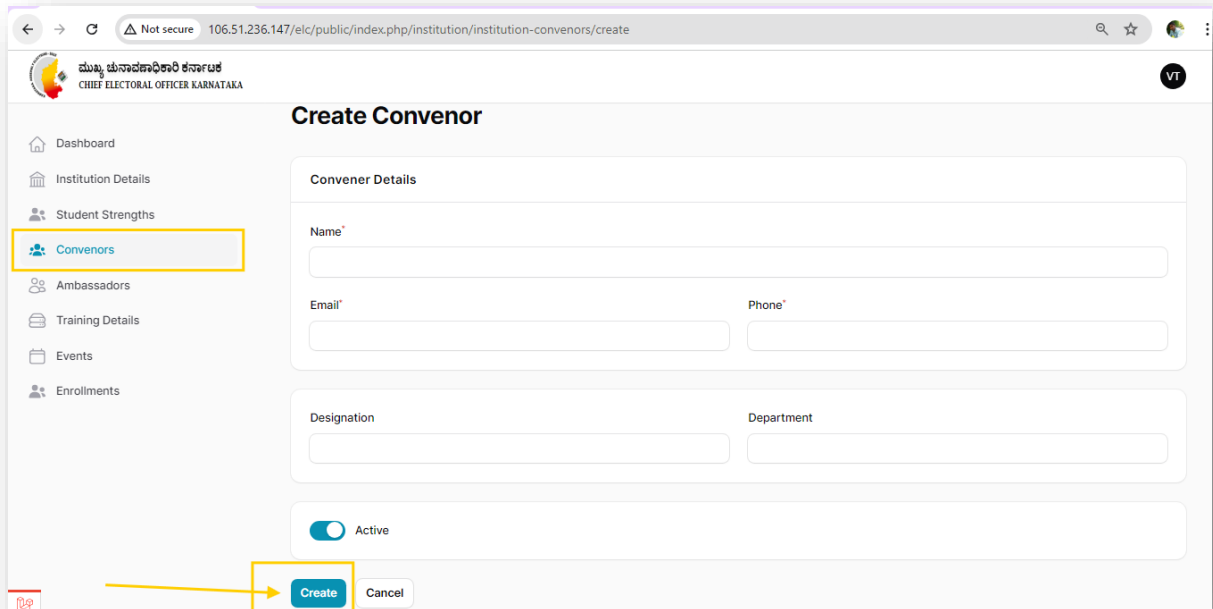 Not secure 106.51.236.147/elc/public/index.php/institution/institution-convenors/create
ಮುಖ್ಯ ಚುನಾವಣಾಧಿಕಾರಿ ಕರ್ನಾಟಕ
CHIEF ELECTORAL OFFICER KARNATAKA
VT
Create Convenor
Dashboard
Institution Details
Student Strengths
Convenors
Ambassadors
Training Details
Events
Enrollments
Convener Details
Name*
Email* Phone*
Designation Department
Active
Create Cancel